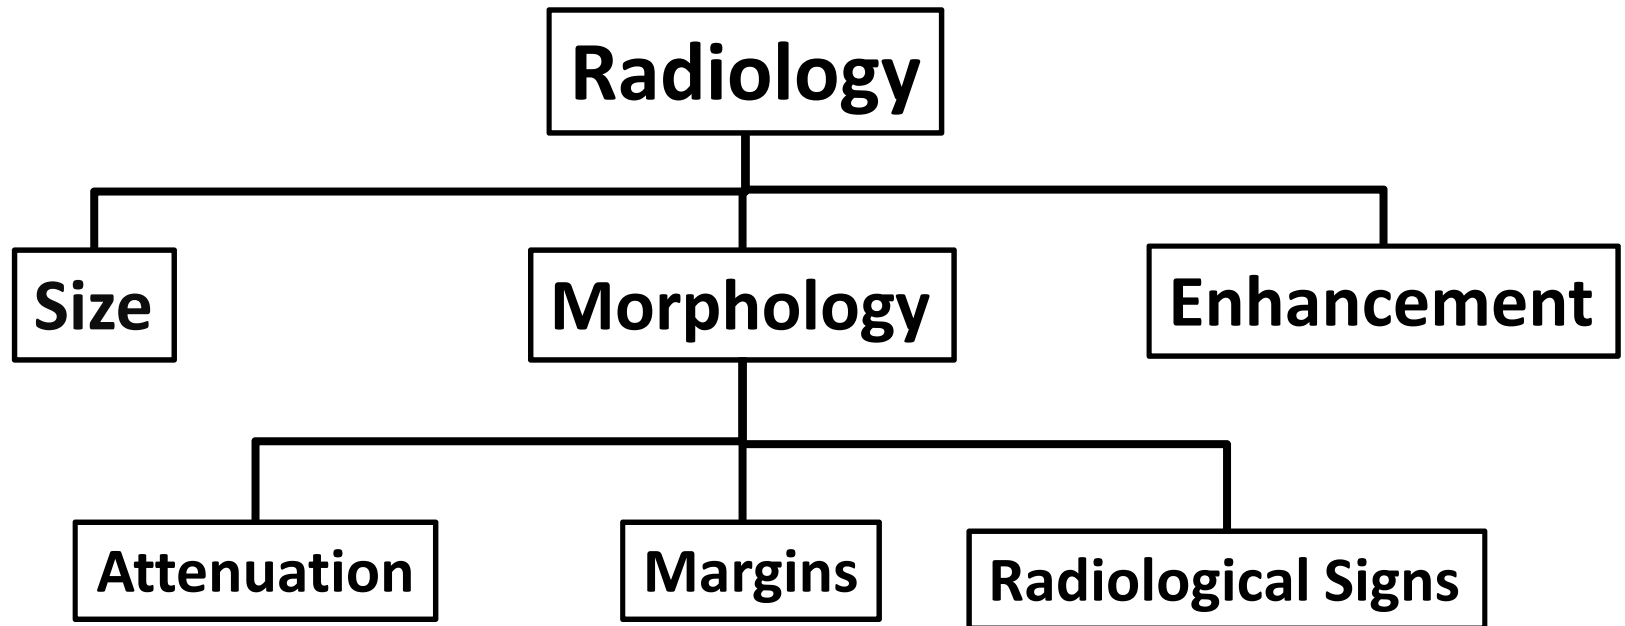 Radiology
Size
Morphology
Enhancement
Attenuation
Margins
Radiological Signs